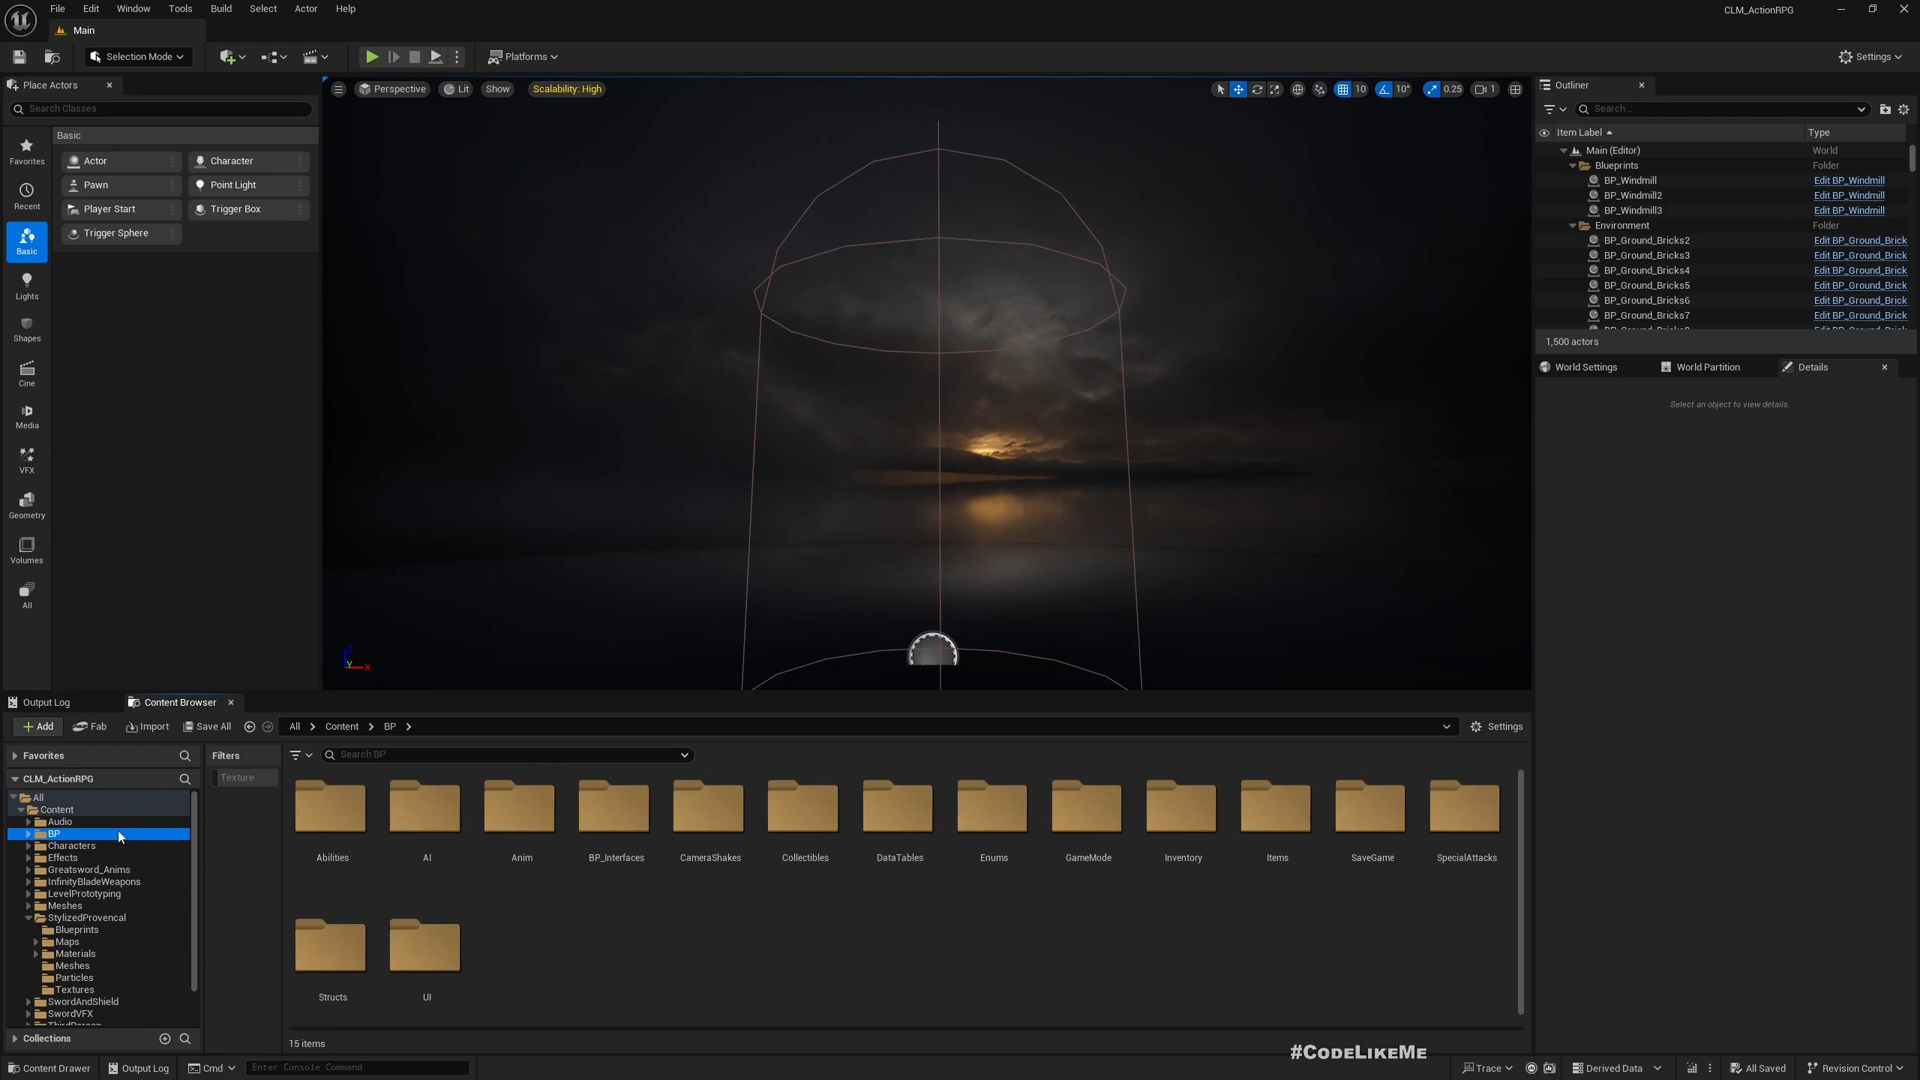 File Edit Window Tools Build Select Actor Help
CLM_ActionRPG
Main
Selection Mode
Platforms
Settings
Place Actors
Search Classes
Basic
Favorites
Recent
Basic
Lights
Shapes
Cine
Media
VFX
Geometry
Volumes
All
Actor
Character
Pawn
Point Light
Player Start
Trigger Box
Trigger Sphere
Perspective
Lit
Show
Scalability: High
10
10°
0.25
1
Outliner
Search...
Item Label
Type
Main (Editor) World
Blueprints Folder
BP_Windmill Edit BP_Windmill
BP_Windmill2 Edit BP_Windmill
BP_Windmill3 Edit BP_Windmill
Environment Folder
BP_Ground_Bricks2 Edit BP_Ground_Brick
BP_Ground_Bricks3 Edit BP_Ground_Brick
BP_Ground_Bricks4 Edit BP_Ground_Brick
BP_Ground_Bricks5 Edit BP_Ground_Brick
BP_Ground_Bricks6 Edit BP_Ground_Brick
BP_Ground_Bricks7 Edit BP_Ground_Brick
1,500 actors
World Settings
World Partition
Details
Select an object to view details.
Output Log
Content Browser
Add
Fab
Import
Save All
All
Content
BP
Settings
Favorites
CLM_ActionRPG
All
Content
Audio
BP
Characters
Effects
Greatsword_Anims
InfinityBladeWeapons
LevelPrototyping
Meshes
StylizedProvencal
Blueprints
Maps
Materials
Meshes
Particles
Textures
SwordAndShield
SwordVFX
Collections
Filters
Texture
Search BP
Abilities
AI
Anim
BP_Interfaces
CameraShakes
Collectibles
DataTables
Enums
GameMode
Inventory
Items
SaveGame
SpecialAttacks
Structs
UI
15 items
#CodeLikeMe
Content Drawer
Output Log
Cmd
Enter Console Command
Trace
Derived Data
All Saved
Revision Control